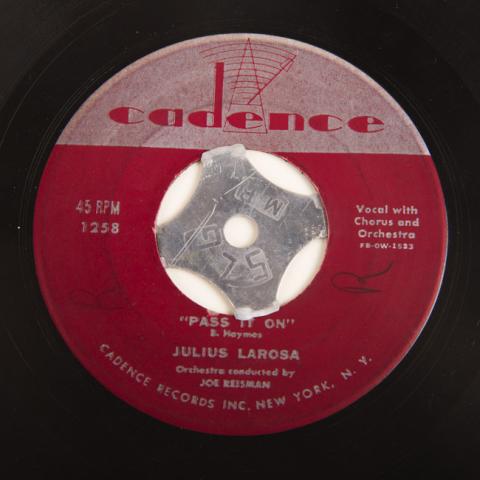 cadence
45 RPM
1258
Vocal with
Chorus and
Orchestra
FB-OW-1523
"PASS IT ON"
B. Haymes
JULIUS LAROSA
Orchestra conducted by
JOE REISMAN
CADENCE RECORDS INC. NEW YORK, N. Y.
R